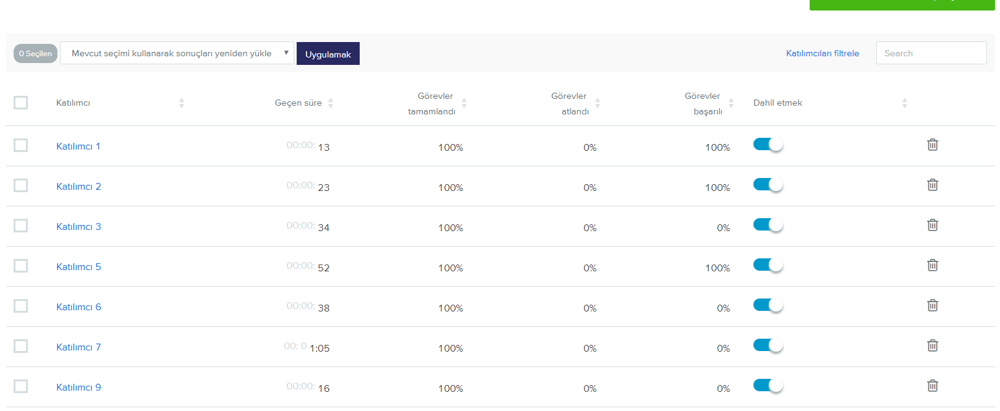 0 Seçilen Mevcut seçimi kullanarak sonuçları yeniden yükle Uygulamak Katılımcıları filtrele Search
Katılımcı Geçen süre Görevler tamamlandı Görevler atlandı Görevler başarılı Dahil etmek
Katılımcı 1 00:00: 13 100% 0% 100%
Katılımcı 2 00:00: 23 100% 0% 100%
Katılımcı 3 00:00: 34 100% 0% 0%
Katılımcı 5 00:00: 52 100% 0% 100%
Katılımcı 6 00:00: 38 100% 0% 0%
Katılımcı 7 00: 0 1:05 100% 0% 0%
Katılımcı 9 00:00: 16 100% 0% 0%